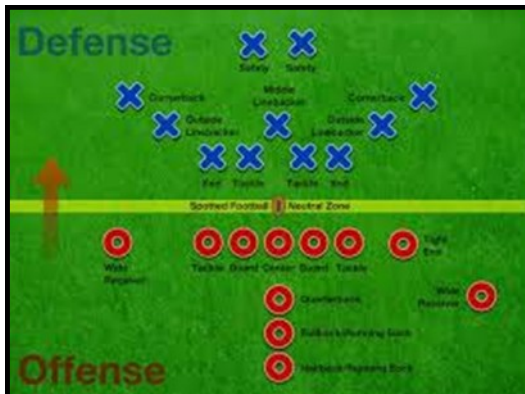 Defense
Safety Safety
Cornerback
Middle
Linebacker
Cornerback
Outside
Linebacker
Outside
Linebacker
End Tackle Tackle End
Spotted Football Neutral Zone
Wide
Receiver
Tackle Guard Center Guard Tackle
Tight
End
Quarterback
Wide
Receiver
Fullback/Running Back
Halfback/Running Back
Offense